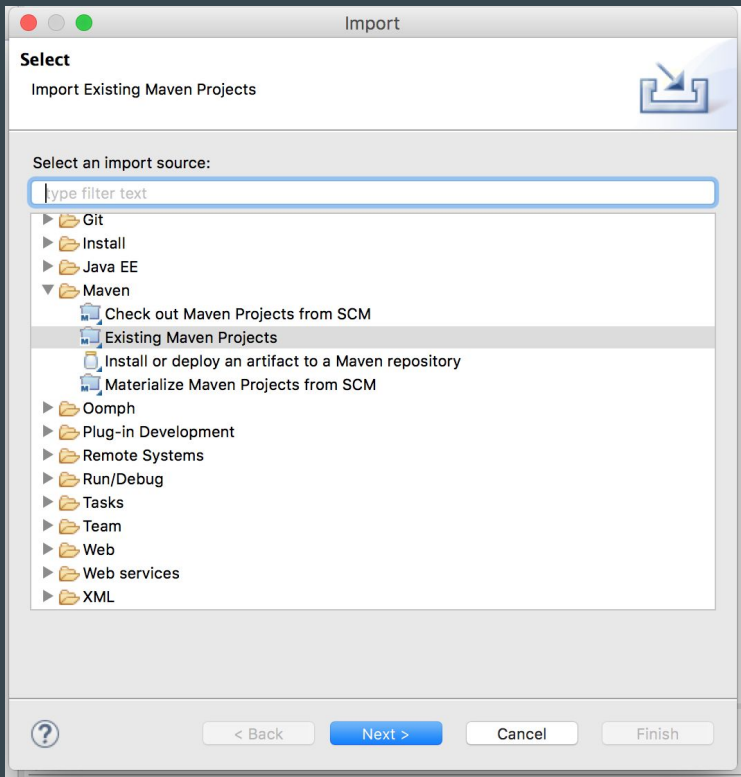 Import
Select
Import Existing Maven Projects
Select an import source:
type filter text
Git
Install
Java EE
Maven
M Check out Maven Projects from SCM
M Existing Maven Projects
Install or deploy an artifact to a Maven repository
M Materialize Maven Projects from SCM
Oomph
Plug-in Development
Remote Systems
Run/Debug
Tasks
Team
Web
Web services
XML
? < Back Next > Cancel Finish